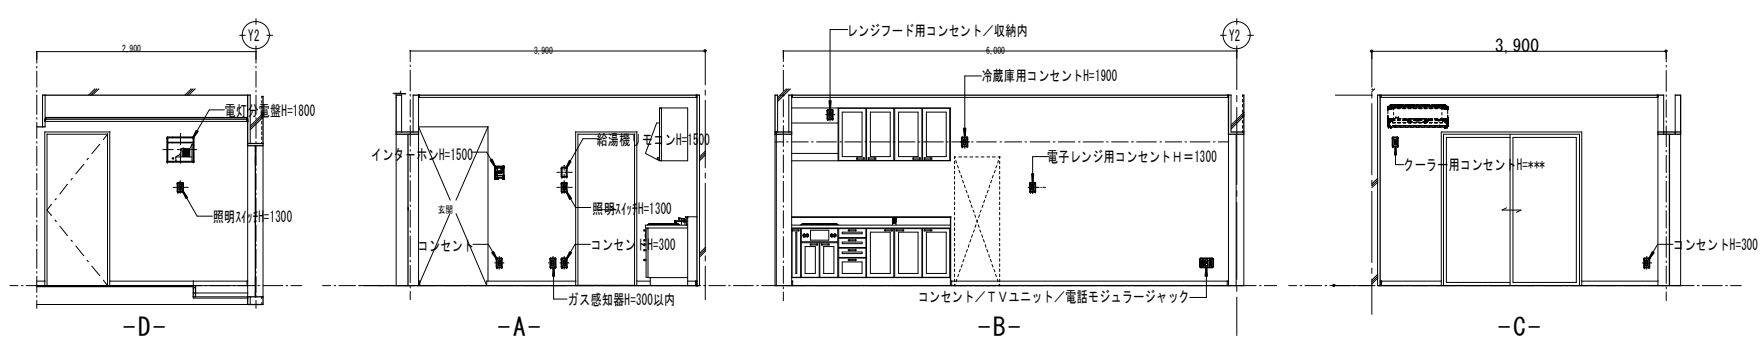 2,900
Y2
電灯分電盤H=1800
照明スイッチH=1300
-D-
3,900
インターホンH=1500
給湯機リモコンH=1500
玄関
照明スイッチH=1300
コンセント
コンセントH=300
ガス感知器H=300以内
-A-
レンジフード用コンセント／収納内
6,000
Y2
冷蔵庫用コンセントH=1900
電子レンジ用コンセントＨ＝1300
コンセント／ＴＶユニット／電話モジュラージャック
-B-
3,900
クーラー用コンセントH=***
コンセントH=300
-C-